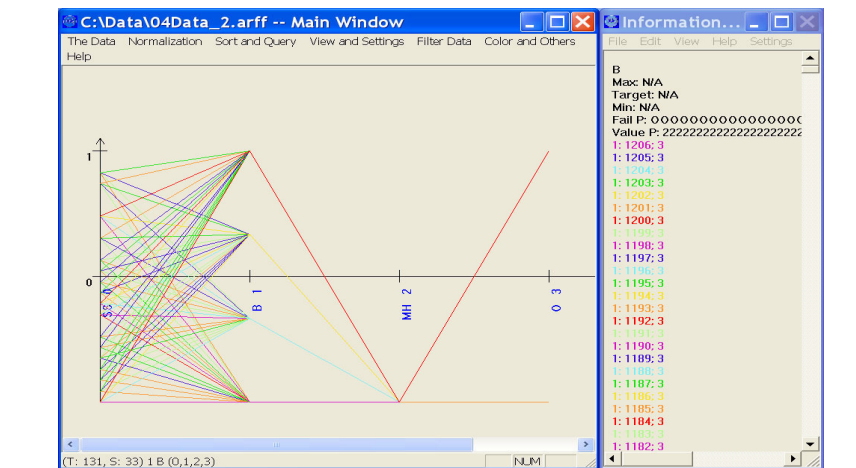 C:\Data\04Data_2.arff -- Main Window
The Data Normalization Sort and Query View and Settings Filter Data Color and Others
Help
1
0
SS 0
B 1
MH 2
O 3
(T: 131, S: 33) 1 B (0,1,2,3)
NUM
Information...
File Edit View Help Settings
B
Max: N/A
Target: N/A
Min: N/A
Fail P: 00000000000000000
Value P: 2222222222222222222222
1: 1206; 3
1: 1205; 3
1: 1204; 3
1: 1203; 3
1: 1202; 3
1: 1201; 3
1: 1200; 3
1: 1199; 3
1: 1198; 3
1: 1197; 3
1: 1196; 3
1: 1195; 3
1: 1194; 3
1: 1193; 3
1: 1192; 3
1: 1191; 3
1: 1190; 3
1: 1189; 3
1: 1188; 3
1: 1187; 3
1: 1186; 3
1: 1185; 3
1: 1184; 3
1: 1183; 3
1: 1182; 3